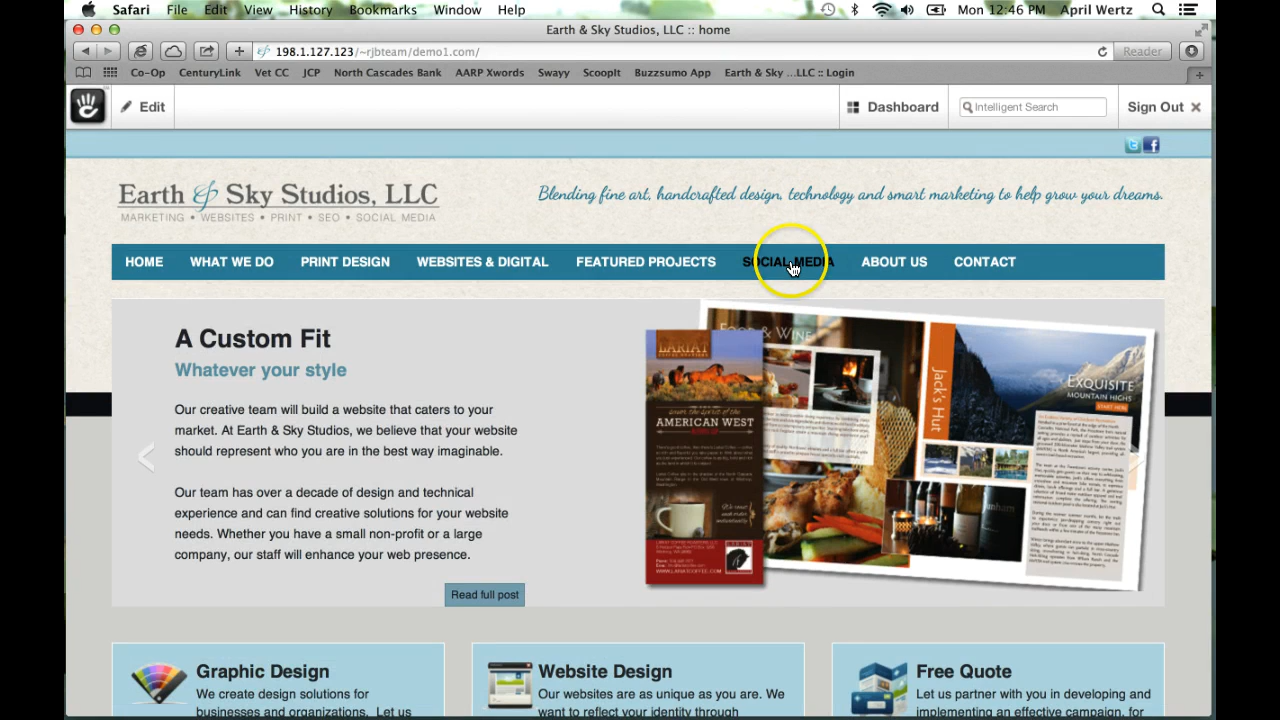 Safari File Edit View History Bookmarks Window Help Mon 12:46 PM April Wertz
Earth & Sky Studios, LLC :: home
198.1.127.123/~rjbteam/demo1.com/ Reader
Co-Op CenturyLink Vet CC JCP North Cascades Bank AARP Xwords Swayy ScoopIt Buzzsumo App Earth & Sky ...LLC :: Login
Edit Dashboard Intelligent Search Sign Out
Earth & Sky Studios, LLC
MARKETING • WEBSITES • PRINT • SEO • SOCIAL MEDIA
Blending fine art, handcrafted design, technology and smart marketing to help grow your dreams.
HOME WHAT WE DO PRINT DESIGN WEBSITES & DIGITAL FEATURED PROJECTS SOCIAL MEDIA ABOUT US CONTACT
A Custom Fit
Whatever your style
Our creative team will build a website that caters to your
market. At Earth & Sky Studios, we believe that your website
should represent who you are in the best way imaginable.
Our team has over a decade of design and technical
experience and can find creative solutions for your website
needs. Whether you have a small non-profit or a large
company, our staff will enhance your web presence.
Read full post
FOOD & WINE
LARIAT
AMERICAN WEST
Jack's Hut
EXQUISITE
MOUNTAIN HIGHS
START HERE
WWW.LARIATCOFFEE.COM
Graphic Design
We create design solutions for
businesses and organizations. Let us
Website Design
Our websites are as unique as you are. We
want to reflect your identity through
Free Quote
Let us partner with you in developing and
implementing an effective campaign, for